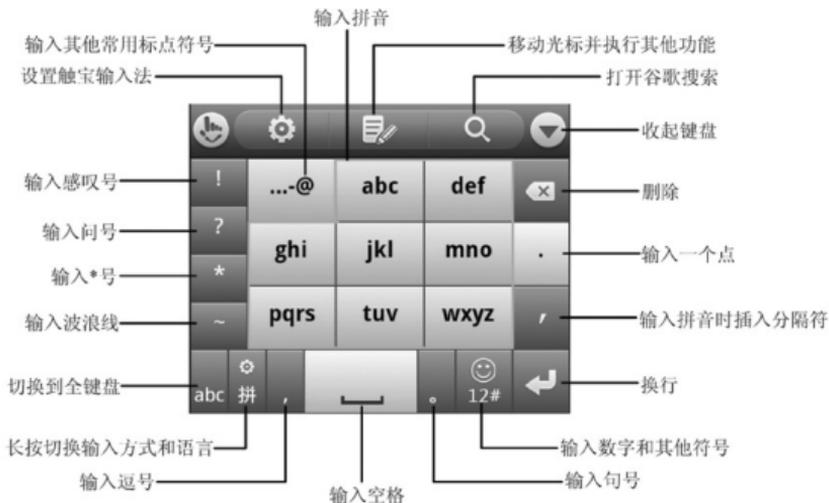 输入拼音
输入其他常用标点符号
移动光标并执行其他功能
设置触宝输入法
打开谷歌搜索
收起键盘
输入感叹号
!
...-@
abc
def
删除
输入问号
?
ghi
jkl
mno
.
输入一个点
输入*号
*
输入波浪线
~
pqrs
tuv
wxyz
'
输入拼音时插入分隔符
切换到全键盘
abc
拼
,
。
12#
换行
长按切换输入方式和语言
输入数字和其他符号
输入逗号
输入句号
输入空格